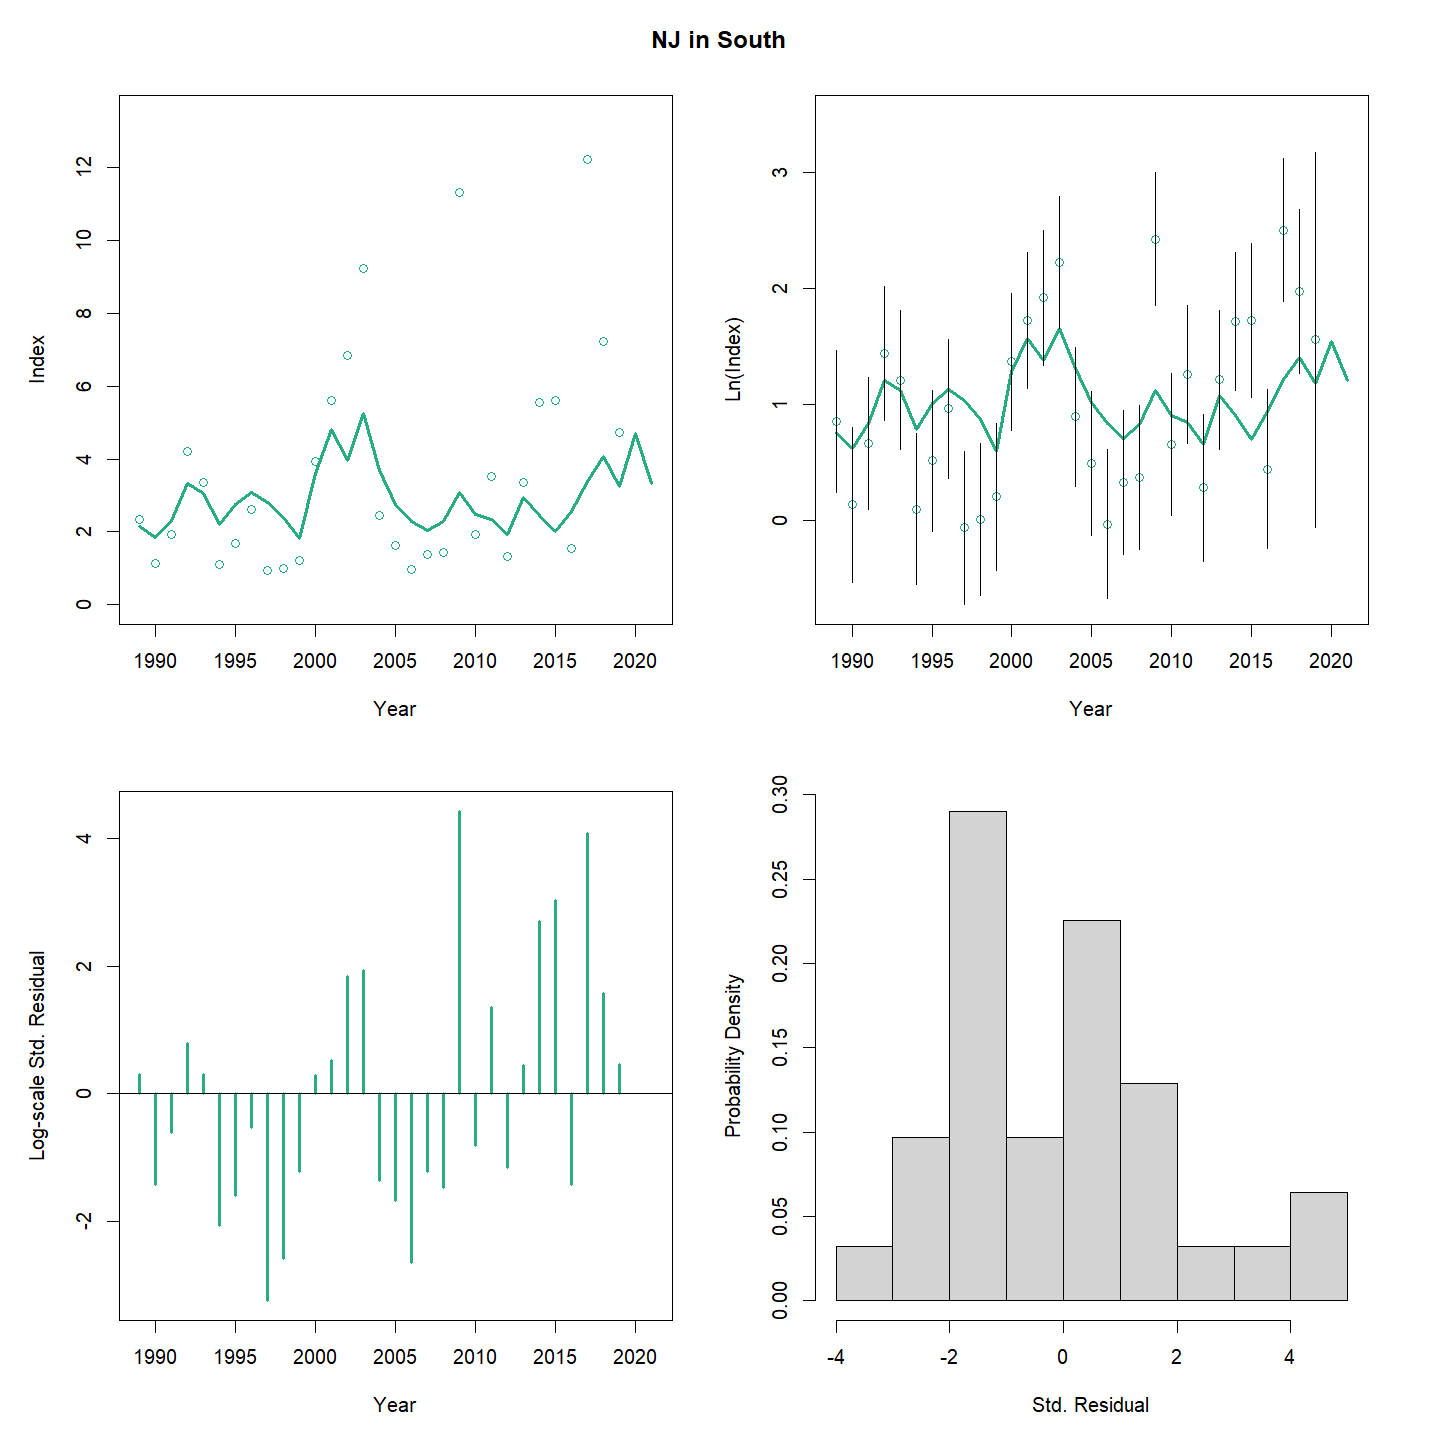 NJ in South
Index
0 2 4 6 8 10 12
1990 1995 2000 2005 2010 2015 2020
Year
Ln(Index)
0 1 2 3
1990 1995 2000 2005 2010 2015 2020
Year
Log-scale Std. Residual
-2 0 2 4
1990 1995 2000 2005 2010 2015 2020
Year
Probability Density
0.00 0.05 0.10 0.15 0.20 0.25 0.30
-4 -2 0 2 4
Std. Residual